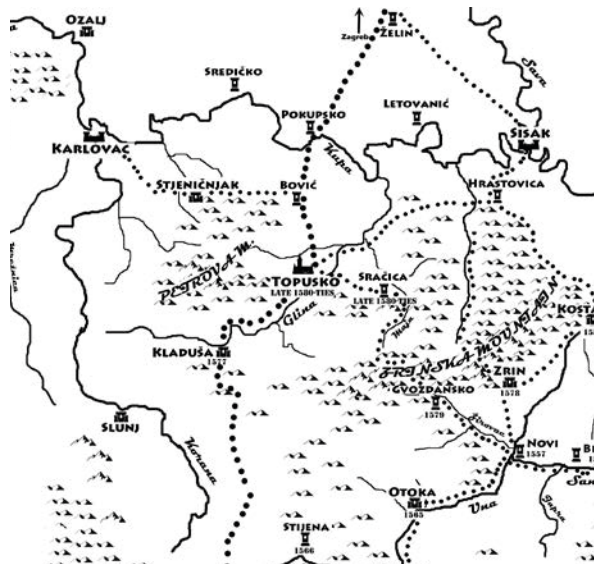 OZALJ
Zagreb
ŽELIN
SREDIČKO
LETOVANIĆ
Sava
POKUPSKO
SISAK
KARLOVAC
Kupa
STJENIČNJAK
BOVIĆ
HRASTOVICA
PETROVA M.
TOPUSKO
LATE 1580-TIES
SRAČICA
LATE 1580-TIES
Glina
Maja
KLADUŠA
1577
ZRINSKA MOUNTAIN
ZRIN
1578
GVOZDANSKO
1579
SLUNJ
Korana
Žirovac
NOVI
1557
OTOKA
1565
Una
STIJENA
1566